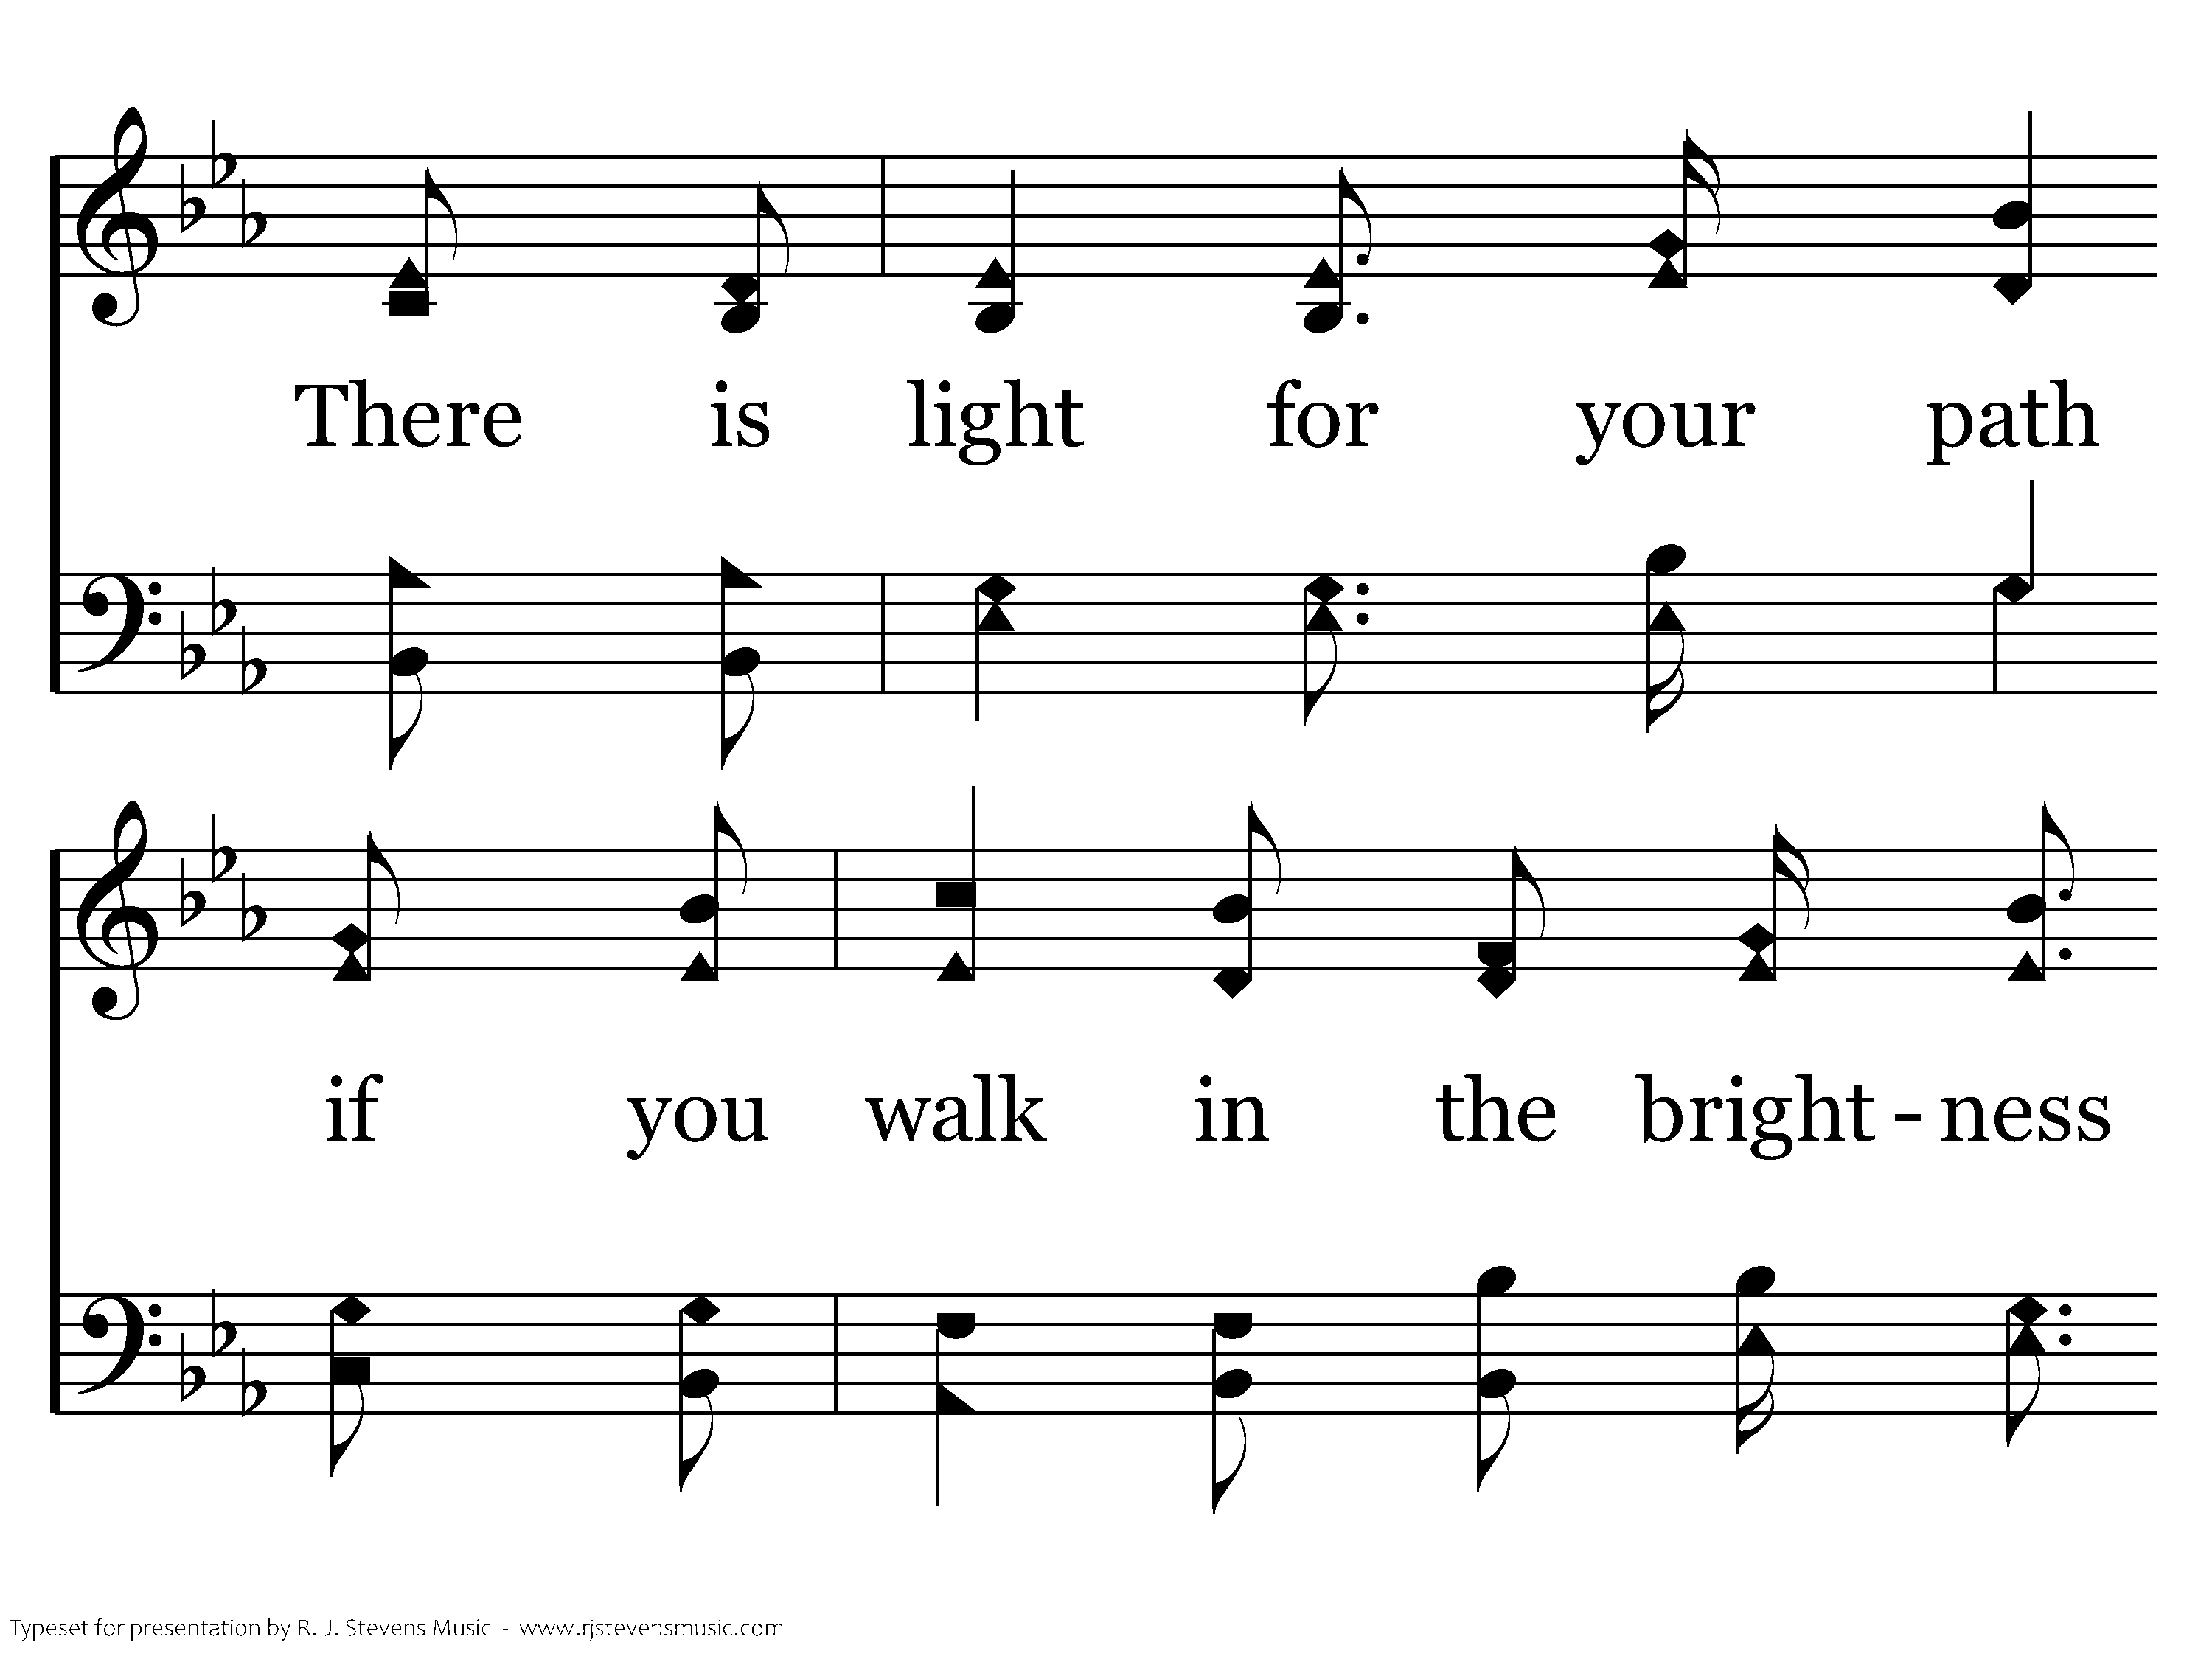 There is light for your path
if you walk in the bright - ness
Typeset for presentation by R. J. Stevens Music - www.rjstevensmusic.com